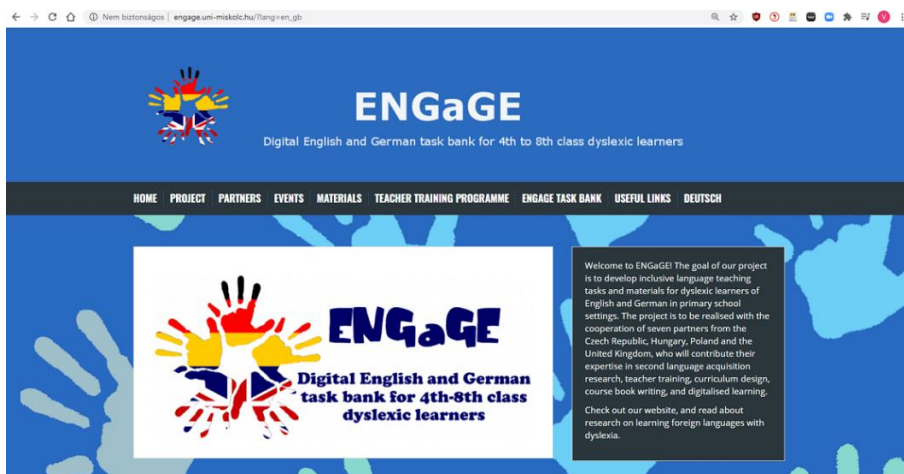 Nem biztonságos | engage.uni-miskolc.hu/?lang=en_gb
ENGaGE
Digital English and German task bank for 4th to 8th class dyslexic learners
HOME PROJECT PARTNERS EVENTS MATERIALS TEACHER TRAINING PROGRAMME ENGAGE TASK BANK USEFUL LINKS DEUTSCH
ENGaGE
Digital English and German
task bank for 4th-8th class
dyslexic learners
Welcome to ENGaGE! The goal of our project
is to develop inclusive language teaching
tasks and materials for dyslexic learners of
English and German in primary school
settings. The project is to be realised with the
cooperation of seven partners from the
Czech Republic, Hungary, Poland and the
United Kingdom, who will contribute their
expertise in second language acquisition
research, teacher training, curriculum design,
course book writing, and digitalised learning.
Check out our website, and read about
research on learning foreign languages with
dyslexia.